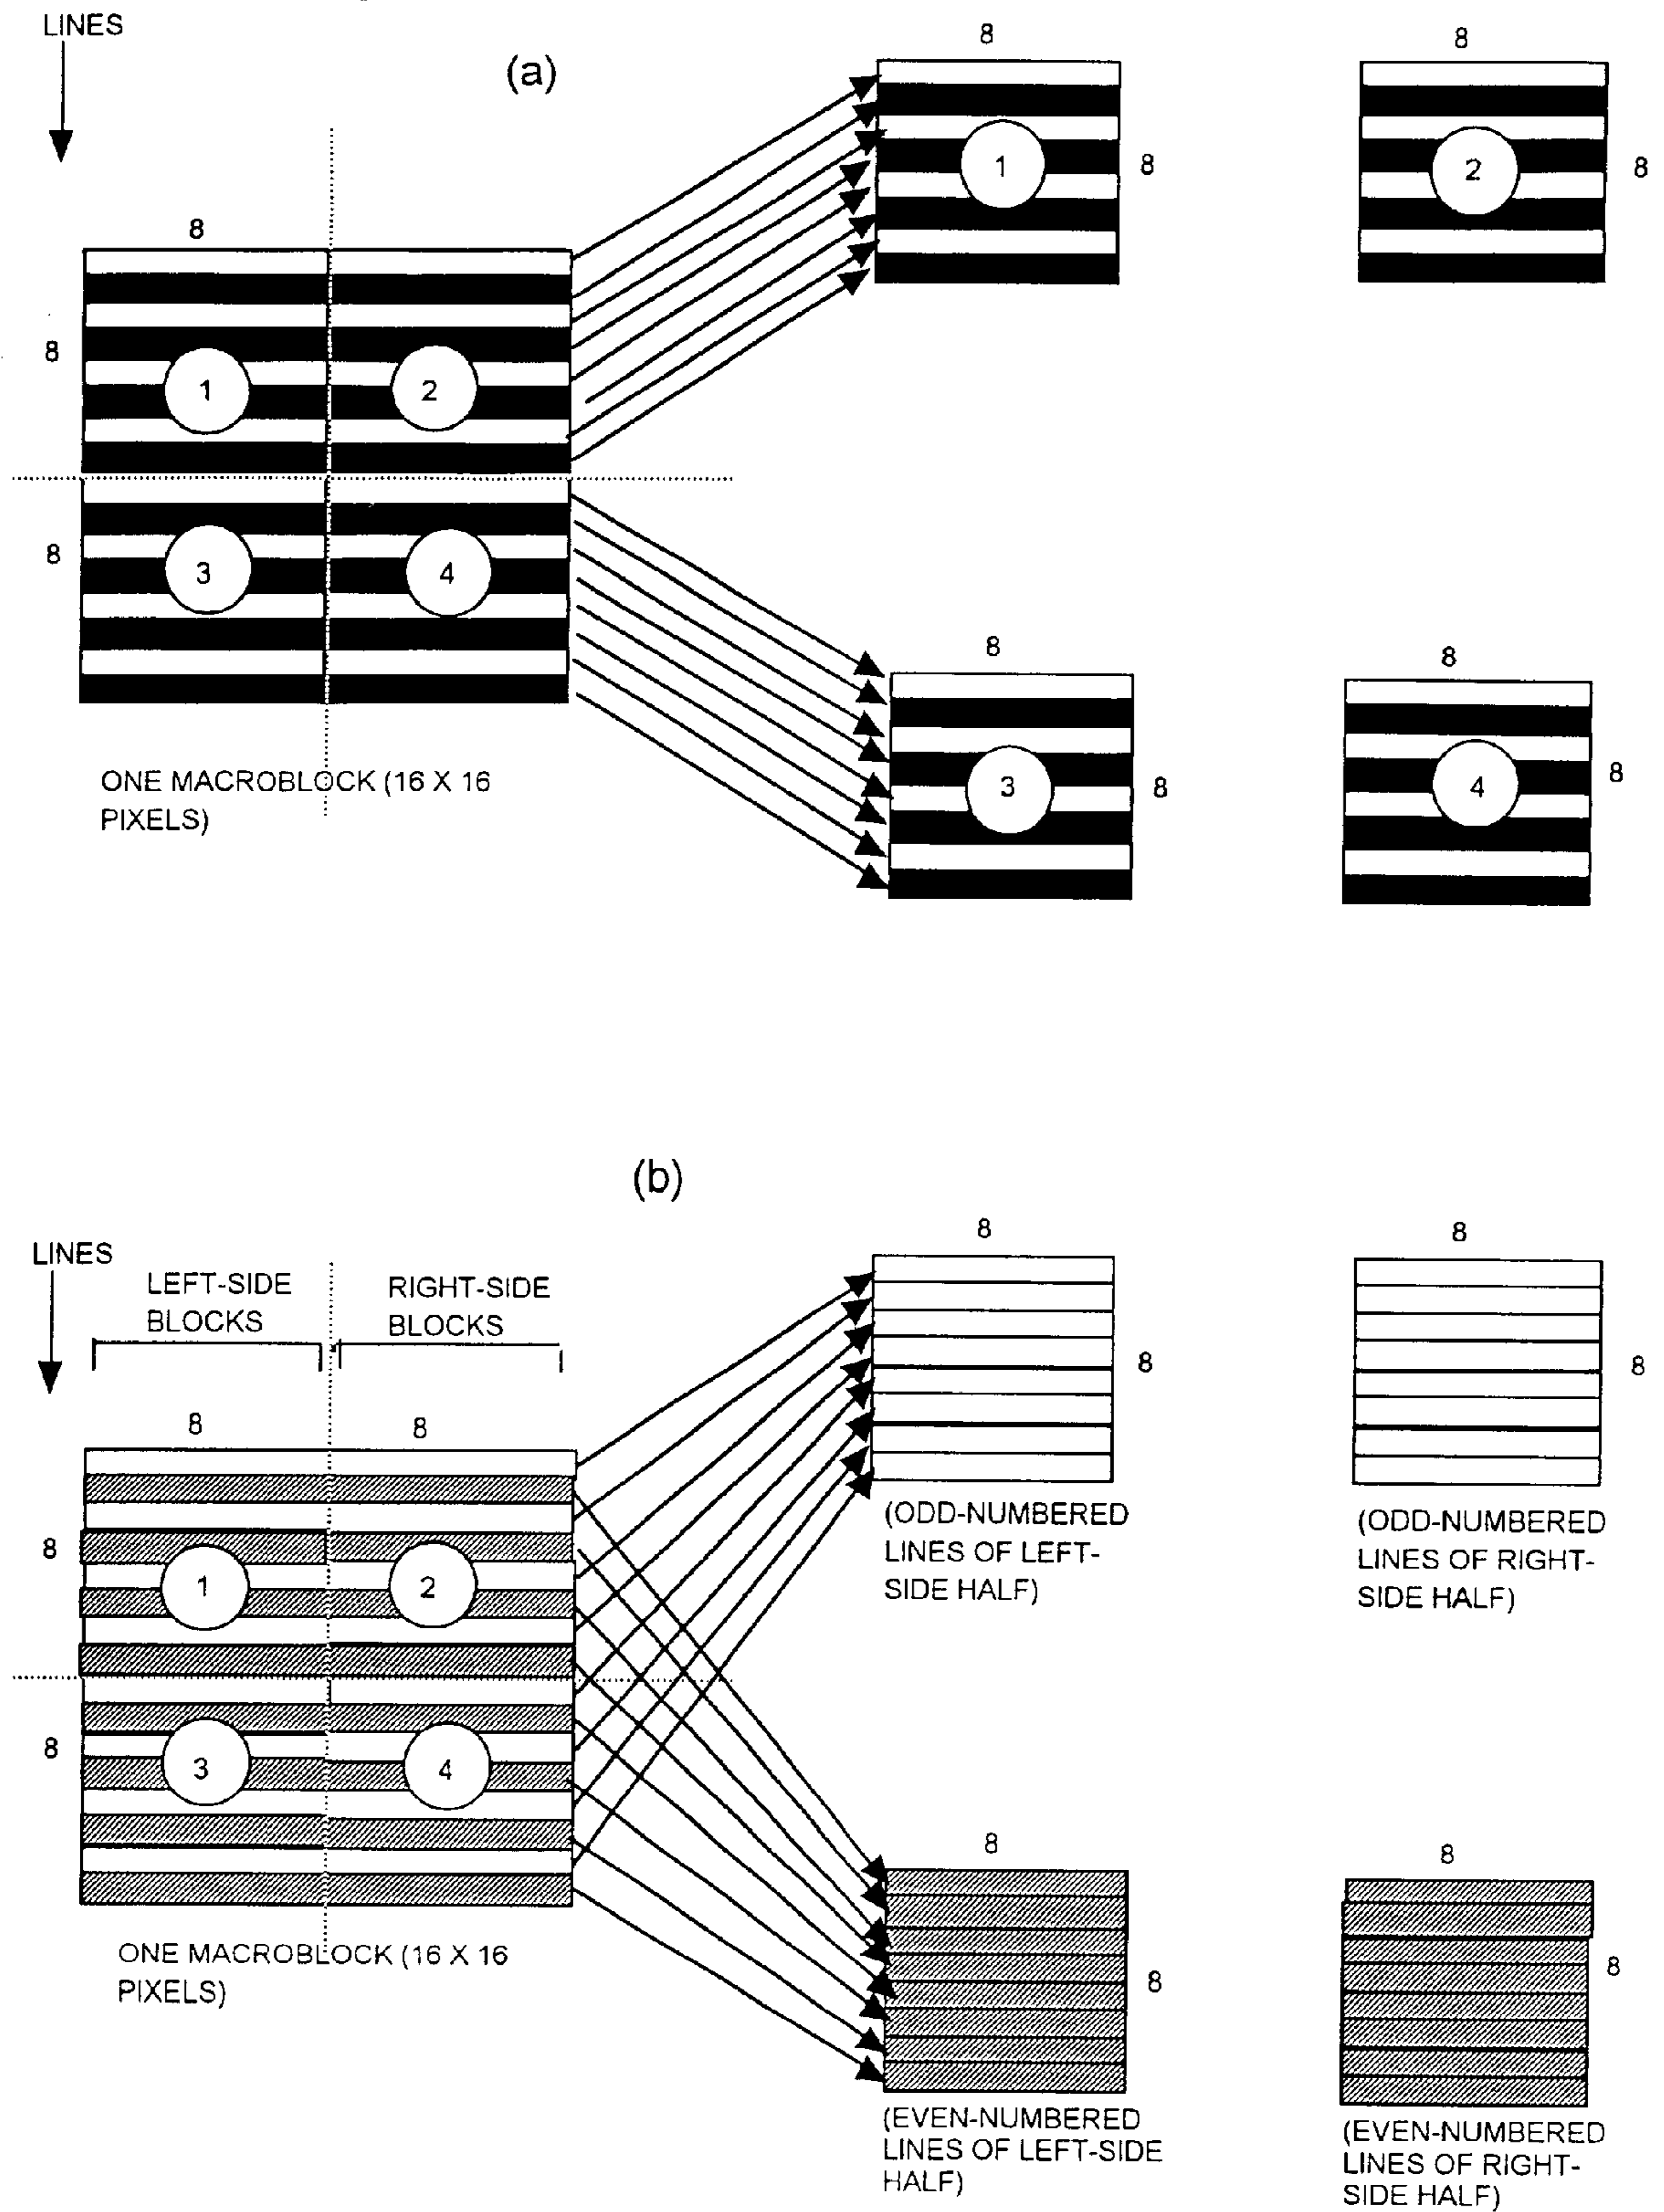 LINES
(a)
8
8
8
8
1
2
8
8
8
1
2
8
3
4
8
8
3
4
8
8
ONE MACROBLOCK (16 X 16
PIXELS)
(b)
LINES
LEFT-SIDE
BLOCKS
RIGHT-SIDE
BLOCKS
8
8
8
8
8
8
(ODD-NUMBERED
LINES OF LEFT-
SIDE HALF)
(ODD-NUMBERED
LINES OF RIGHT-
SIDE HALF)
8
1
2
8
3
4
8
8
8
8
ONE MACROBLOCK (16 X 16
PIXELS)
(EVEN-NUMBERED
LINES OF LEFT-SIDE
HALF)
(EVEN-NUMBERED
LINES OF RIGHT-
SIDE HALF)